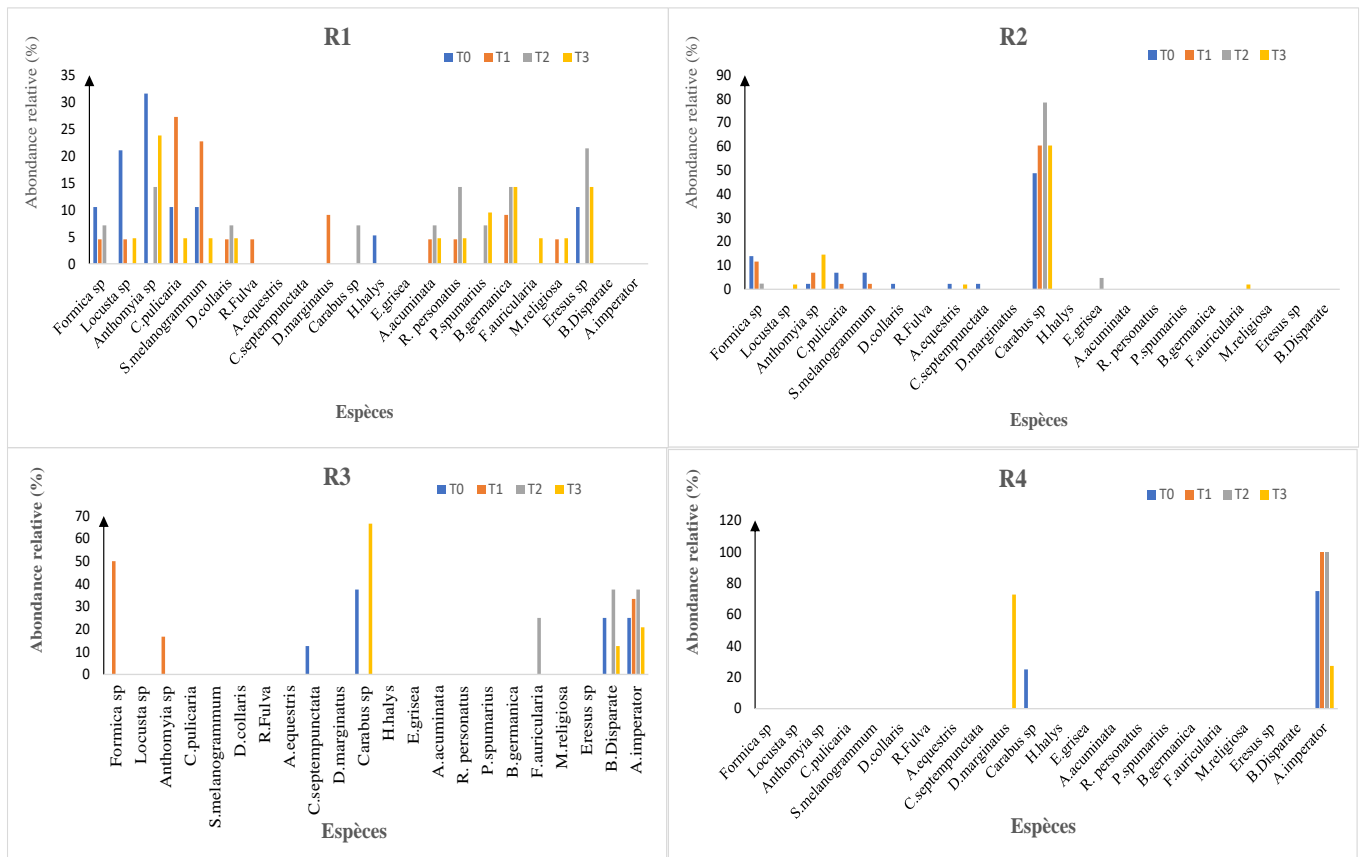 R1
T0 T1 T2 T3
Abondance relative (%)
35
30
25
20
15
10
5
0
Formica sp
Locusta sp
Anthomyia sp
C.pulicaria
S.melanogrammum
D.collaris
R.Fulva
A.equestris
C.septempunctata
D.marginatus
Carabus sp
H.halys
E.grisea
A.acuminata
R. personatus
P.spumarius
B.germanica
F.auricularia
M.religiosa
Eresus sp
B.Disparate
A.imperator
Espèces
R2
T0 T1 T2 T3
Abondance relative (%)
90
80
70
60
50
40
30
20
10
0
Formica sp
Locusta sp
Anthomyia sp
C.pulicaria
S.melanogrammum
D.collaris
R.Fulva
A.equestris
C.septempunctata
D.marginatus
Carabus sp
H.halys
E.grisea
A.acuminata
R. personatus
P.spumarius
B.germanica
F.auricularia
M.religiosa
Eresus sp
B.Disparate
Espèces
R3
T0 T1 T2 T3
Abondance relative (%)
70
60
50
40
30
20
10
0
Formica sp
Locusta sp
Anthomyia sp
C.pulicaria
S.melanogrammum
D.collaris
R.Fulva
A.equestris
C.septempunctata
D.marginatus
Carabus sp
H.halys
E.grisea
A.acuminata
R. personatus
P.spumarius
B.germanica
F.auricularia
M.religiosa
Eresus sp
B.Disparate
A.imperator
Espèces
R4
T0 T1 T2 T3
Abondance relative (%)
120
100
80
60
40
20
0
Formica sp
Locusta sp
Anthomyia sp
C.pulicaria
S.melanogrammum
D.collaris
R.Fulva
A.equestris
C.septempunctata
D.marginatus
Carabus sp
H.halys
E.grisea
A.acuminata
R. personatus
P.spumarius
B.germanica
F.auricularia
M.religiosa
Eresus sp
B.Disparate
A.imperator
Espèces